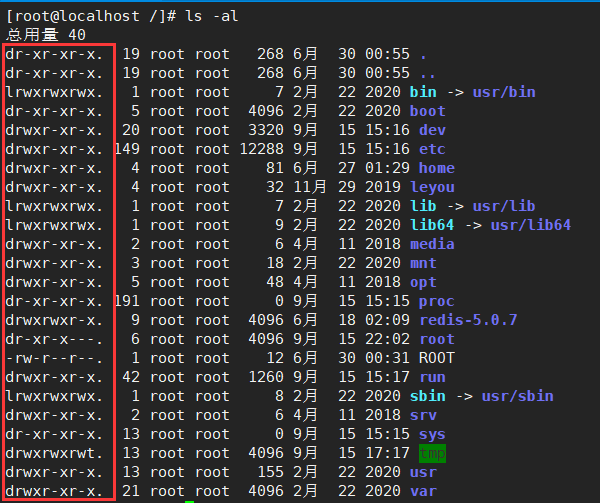 [root@localhost /]# ls -al
总用量 40
dr-xr-xr-x. 19 root root 268 6月 30 00:55 .
dr-xr-xr-x. 19 root root 268 6月 30 00:55 ..
lrwxrwxrwx. 1 root root 7 2月 22 2020 bin -> usr/bin
dr-xr-xr-x. 5 root root 4096 2月 22 2020 boot
drwxr-xr-x. 20 root root 3320 9月 15 15:16 dev
drwxr-xr-x. 149 root root 12288 9月 15 15:16 etc
drwxr-xr-x. 4 root root 81 6月 27 01:29 home
drwxr-xr-x. 4 root root 32 11月 29 2019 leyou
lrwxrwxrwx. 1 root root 7 2月 22 2020 lib -> usr/lib
lrwxrwxrwx. 1 root root 9 2月 22 2020 lib64 -> usr/lib64
drwxr-xr-x. 2 root root 6 4月 11 2018 media
drwxr-xr-x. 3 root root 18 2月 22 2020 mnt
drwxr-xr-x. 5 root root 48 4月 11 2018 opt
dr-xr-xr-x. 191 root root 0 9月 15 15:15 proc
drwxrwxr-x. 9 root root 4096 6月 18 02:09 redis-5.0.7
dr-xr-x---. 6 root root 4096 9月 15 22:02 root
-rw-r--r--. 1 root root 12 6月 30 00:31 ROOT
drwxr-xr-x. 42 root root 1260 9月 15 15:17 run
lrwxrwxrwx. 1 root root 8 2月 22 2020 sbin -> usr/sbin
drwxr-xr-x. 2 root root 6 4月 11 2018 srv
dr-xr-xr-x. 13 root root 0 9月 15 15:15 sys
drwxrwxrwt. 13 root root 4096 9月 15 17:17 tmp
drwxr-xr-x. 13 root root 155 2月 22 2020 usr
drwxr-xr-x. 21 root root 4096 2月 22 2020 var